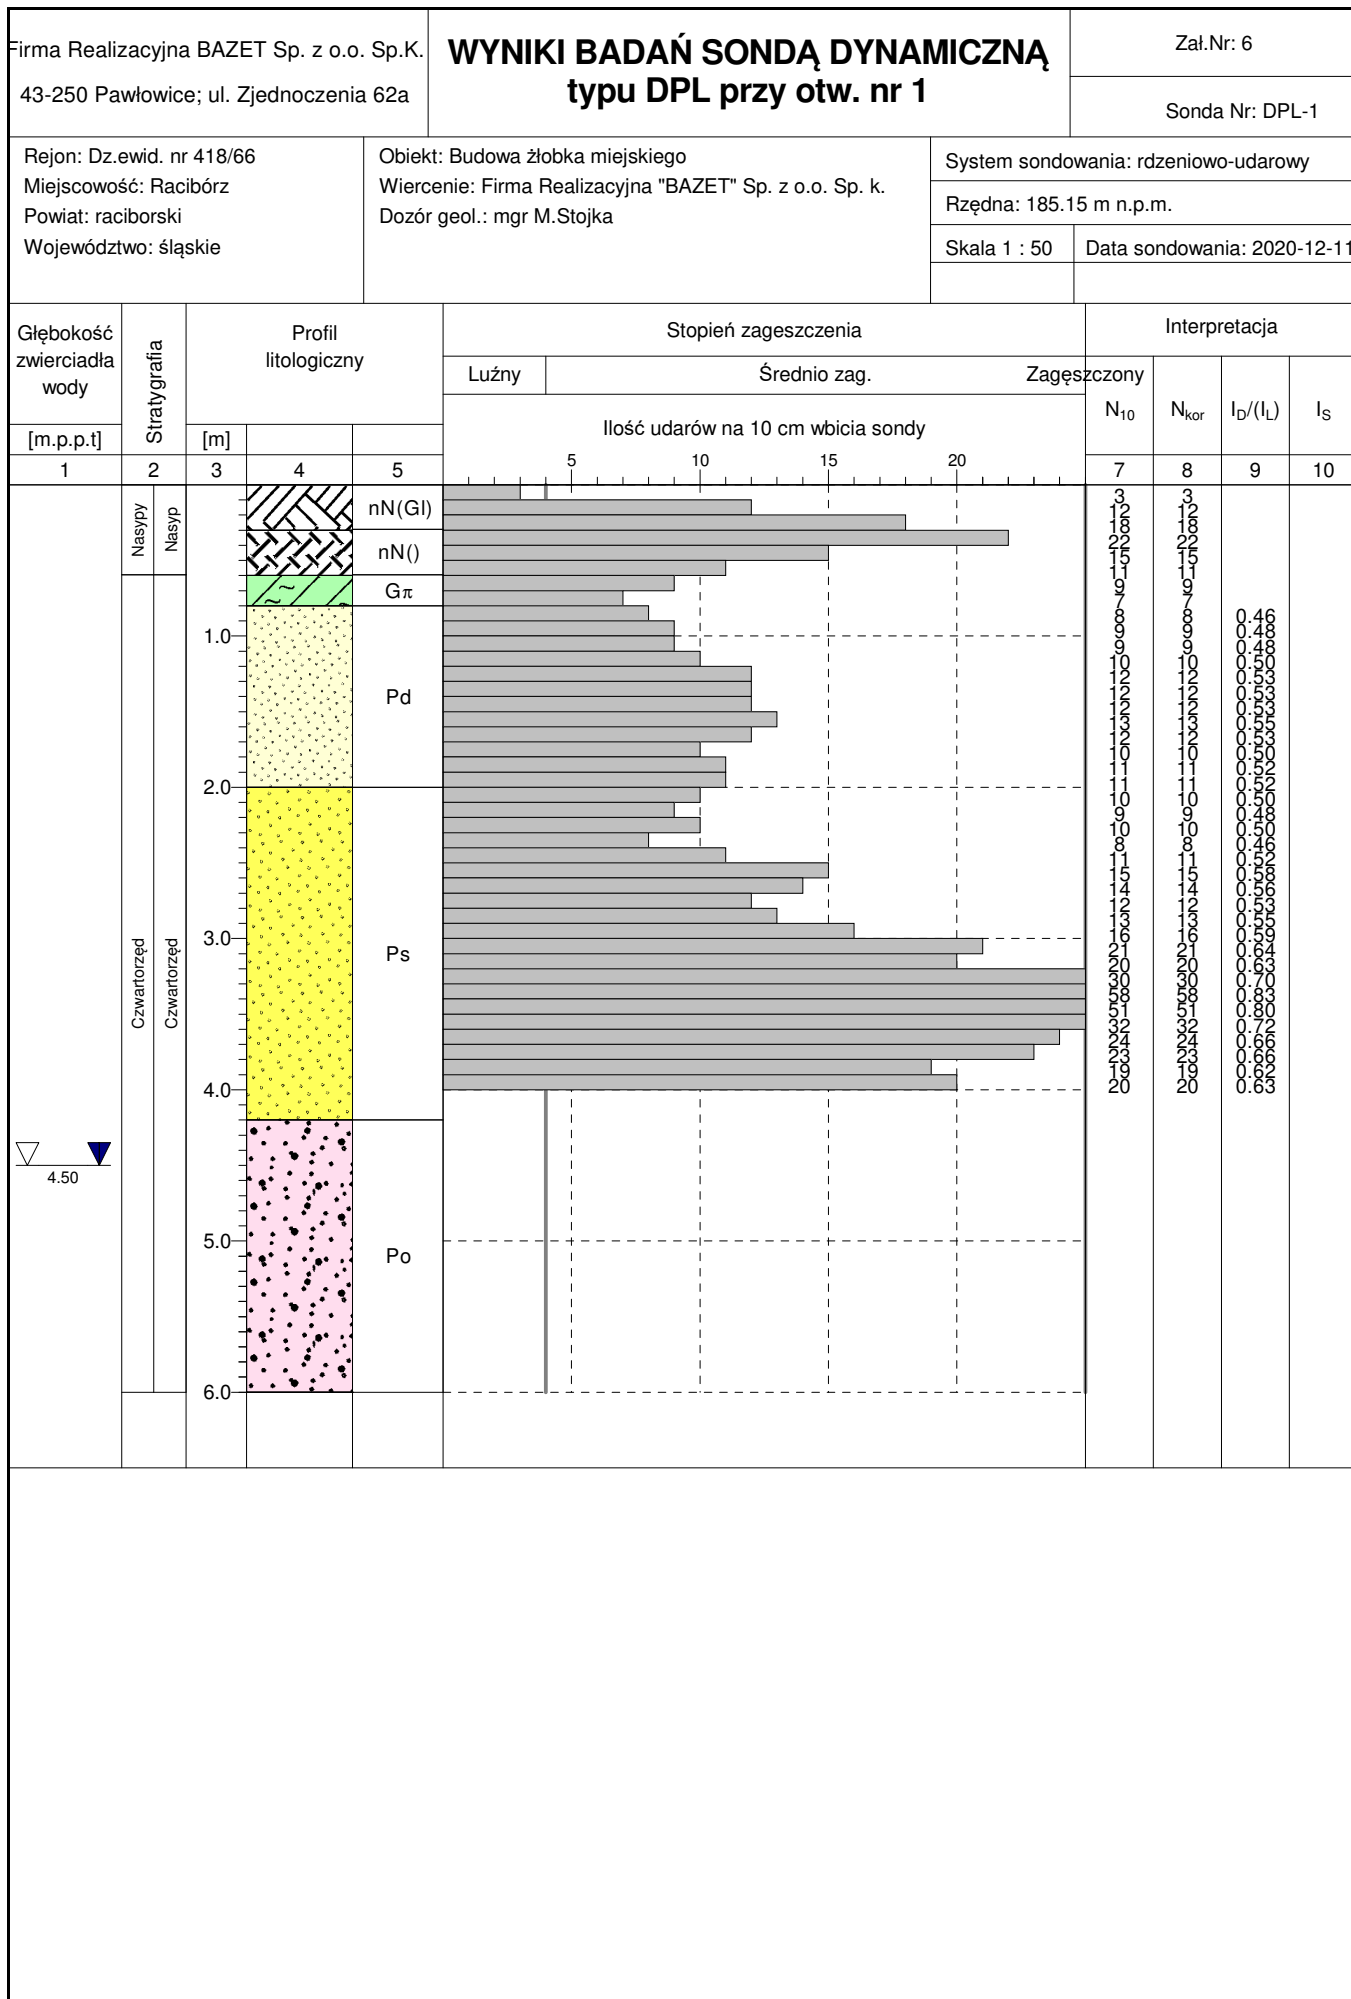 Firma Realizacyjna BAZET Sp. z o.o. Sp.K.
43-250 Pawłowice; ul. Zjednoczenia 62a
WYNIKI BADAŃ SONDĄ DYNAMICZNĄ
typu DPL przy otw. nr 1
Zał.Nr: 6
Sonda Nr: DPL-1
Rejon: Dz.ewid. nr 418/66
Miejscowość: Racibórz
Powiat: raciborski
Województwo: śląskie
Obiekt: Budowa żłobka miejskiego
Wiercenie: Firma Realizacyjna "BAZET" Sp. z o.o. Sp. k.
Dozór geol.: mgr M.Stojka
System sondowania: rdzeniowo-udarowy
Rzędna: 185.15 m n.p.m.
Skala 1 : 50
Data sondowania: 2020-12-11
Głębokość
zwierciadła
wody
[m.p.p.t]
Stratygrafia
Profil
litologiczny
[m]
Stopień zageszczenia
Luźny
Średnio zag.
Zagęszczony
Ilość udarów na 10 cm wbicia sondy
5 10 15 20
Interpretacja
N10 Nkor ID/(IL) IS
1 2 3 4 5 7 8 9 10
Nasypy
Nasyp
Czwartorzęd
Czwartorzęd
nN(Gl)
nN()
Gπ
Pd
Ps
Po
1.0
2.0
3.0
4.0
5.0
6.0
4.50
3 3
12 12
18 18
22 22
15 15
11 11
9 9
7 7
8 8 0.46
9 9 0.48
9 9 0.48
10 10 0.50
12 12 0.53
12 12 0.53
12 12 0.53
13 13 0.55
12 12 0.53
10 10 0.50
11 11 0.52
11 11 0.52
10 10 0.50
9 9 0.48
10 10 0.50
8 8 0.46
11 11 0.52
15 15 0.58
14 14 0.56
12 12 0.53
13 13 0.55
16 16 0.59
21 21 0.64
20 20 0.63
30 30 0.70
58 58 0.83
51 51 0.80
32 32 0.72
24 24 0.66
23 23 0.66
19 19 0.62
20 20 0.63